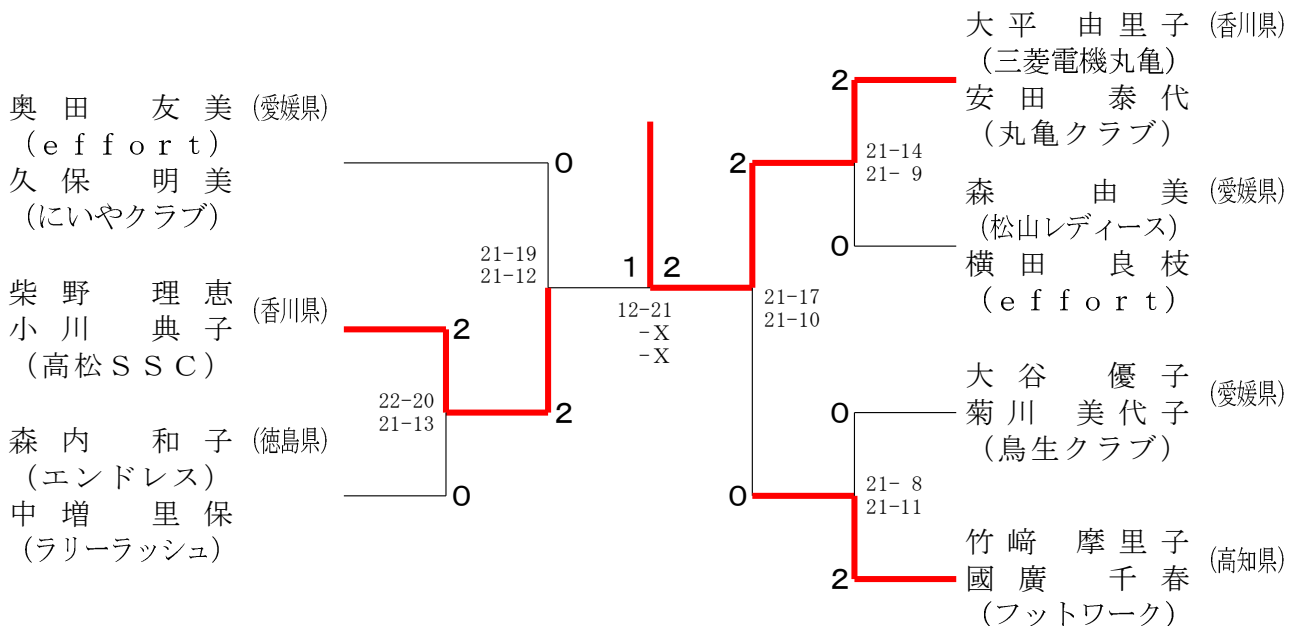 奥田 友美 (愛媛県)
(effort)
久保 明美
(にいやクラブ)
柴野 理恵
小川 典子
(香川県)
(高松SSC)
森内 和子 (徳島県)
(エンドレス)
中増 里保
(ラリーラッシュ)
0
21-19
21-12
2
22-20
21-13
2
0
1 2
12-21
-X
-X
2
21-17
21-10
0
2
21-14
21- 9
0
0
21- 8
21-11
2
大平 由里子 (香川県)
(三菱電機丸亀)
安田 泰代
(丸亀クラブ)
森 由美 (愛媛県)
(松山レディース)
横田 良枝
(effort)
大谷 優子
菊川 美代子
(愛媛県)
(鳥生クラブ)
竹﨑 摩里子
國廣 千春
(高知県)
(フットワーク)